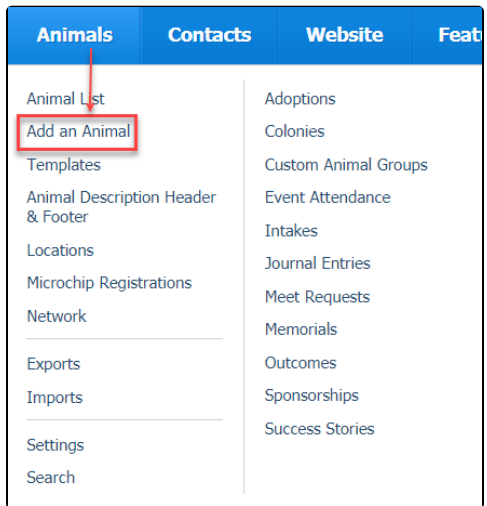 Animals Contacts Website Feat
Animal List
Add an Animal
Templates
Animal Description Header
& Footer
Locations
Microchip Registrations
Network
Exports
Imports
Settings
Search
Adoptions
Colonies
Custom Animal Groups
Event Attendance
Intakes
Journal Entries
Meet Requests
Memorials
Outcomes
Sponsorships
Success Stories